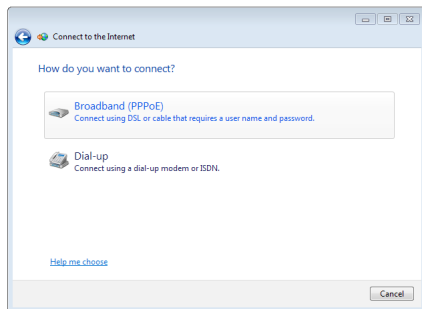 Connect to the Internet
How do you want to connect?
Broadband (PPPoE)
Connect using DSL or cable that requires a user name and password.
Dial-up
Connect using a dial-up modem or ISDN.
Help me choose
Cancel